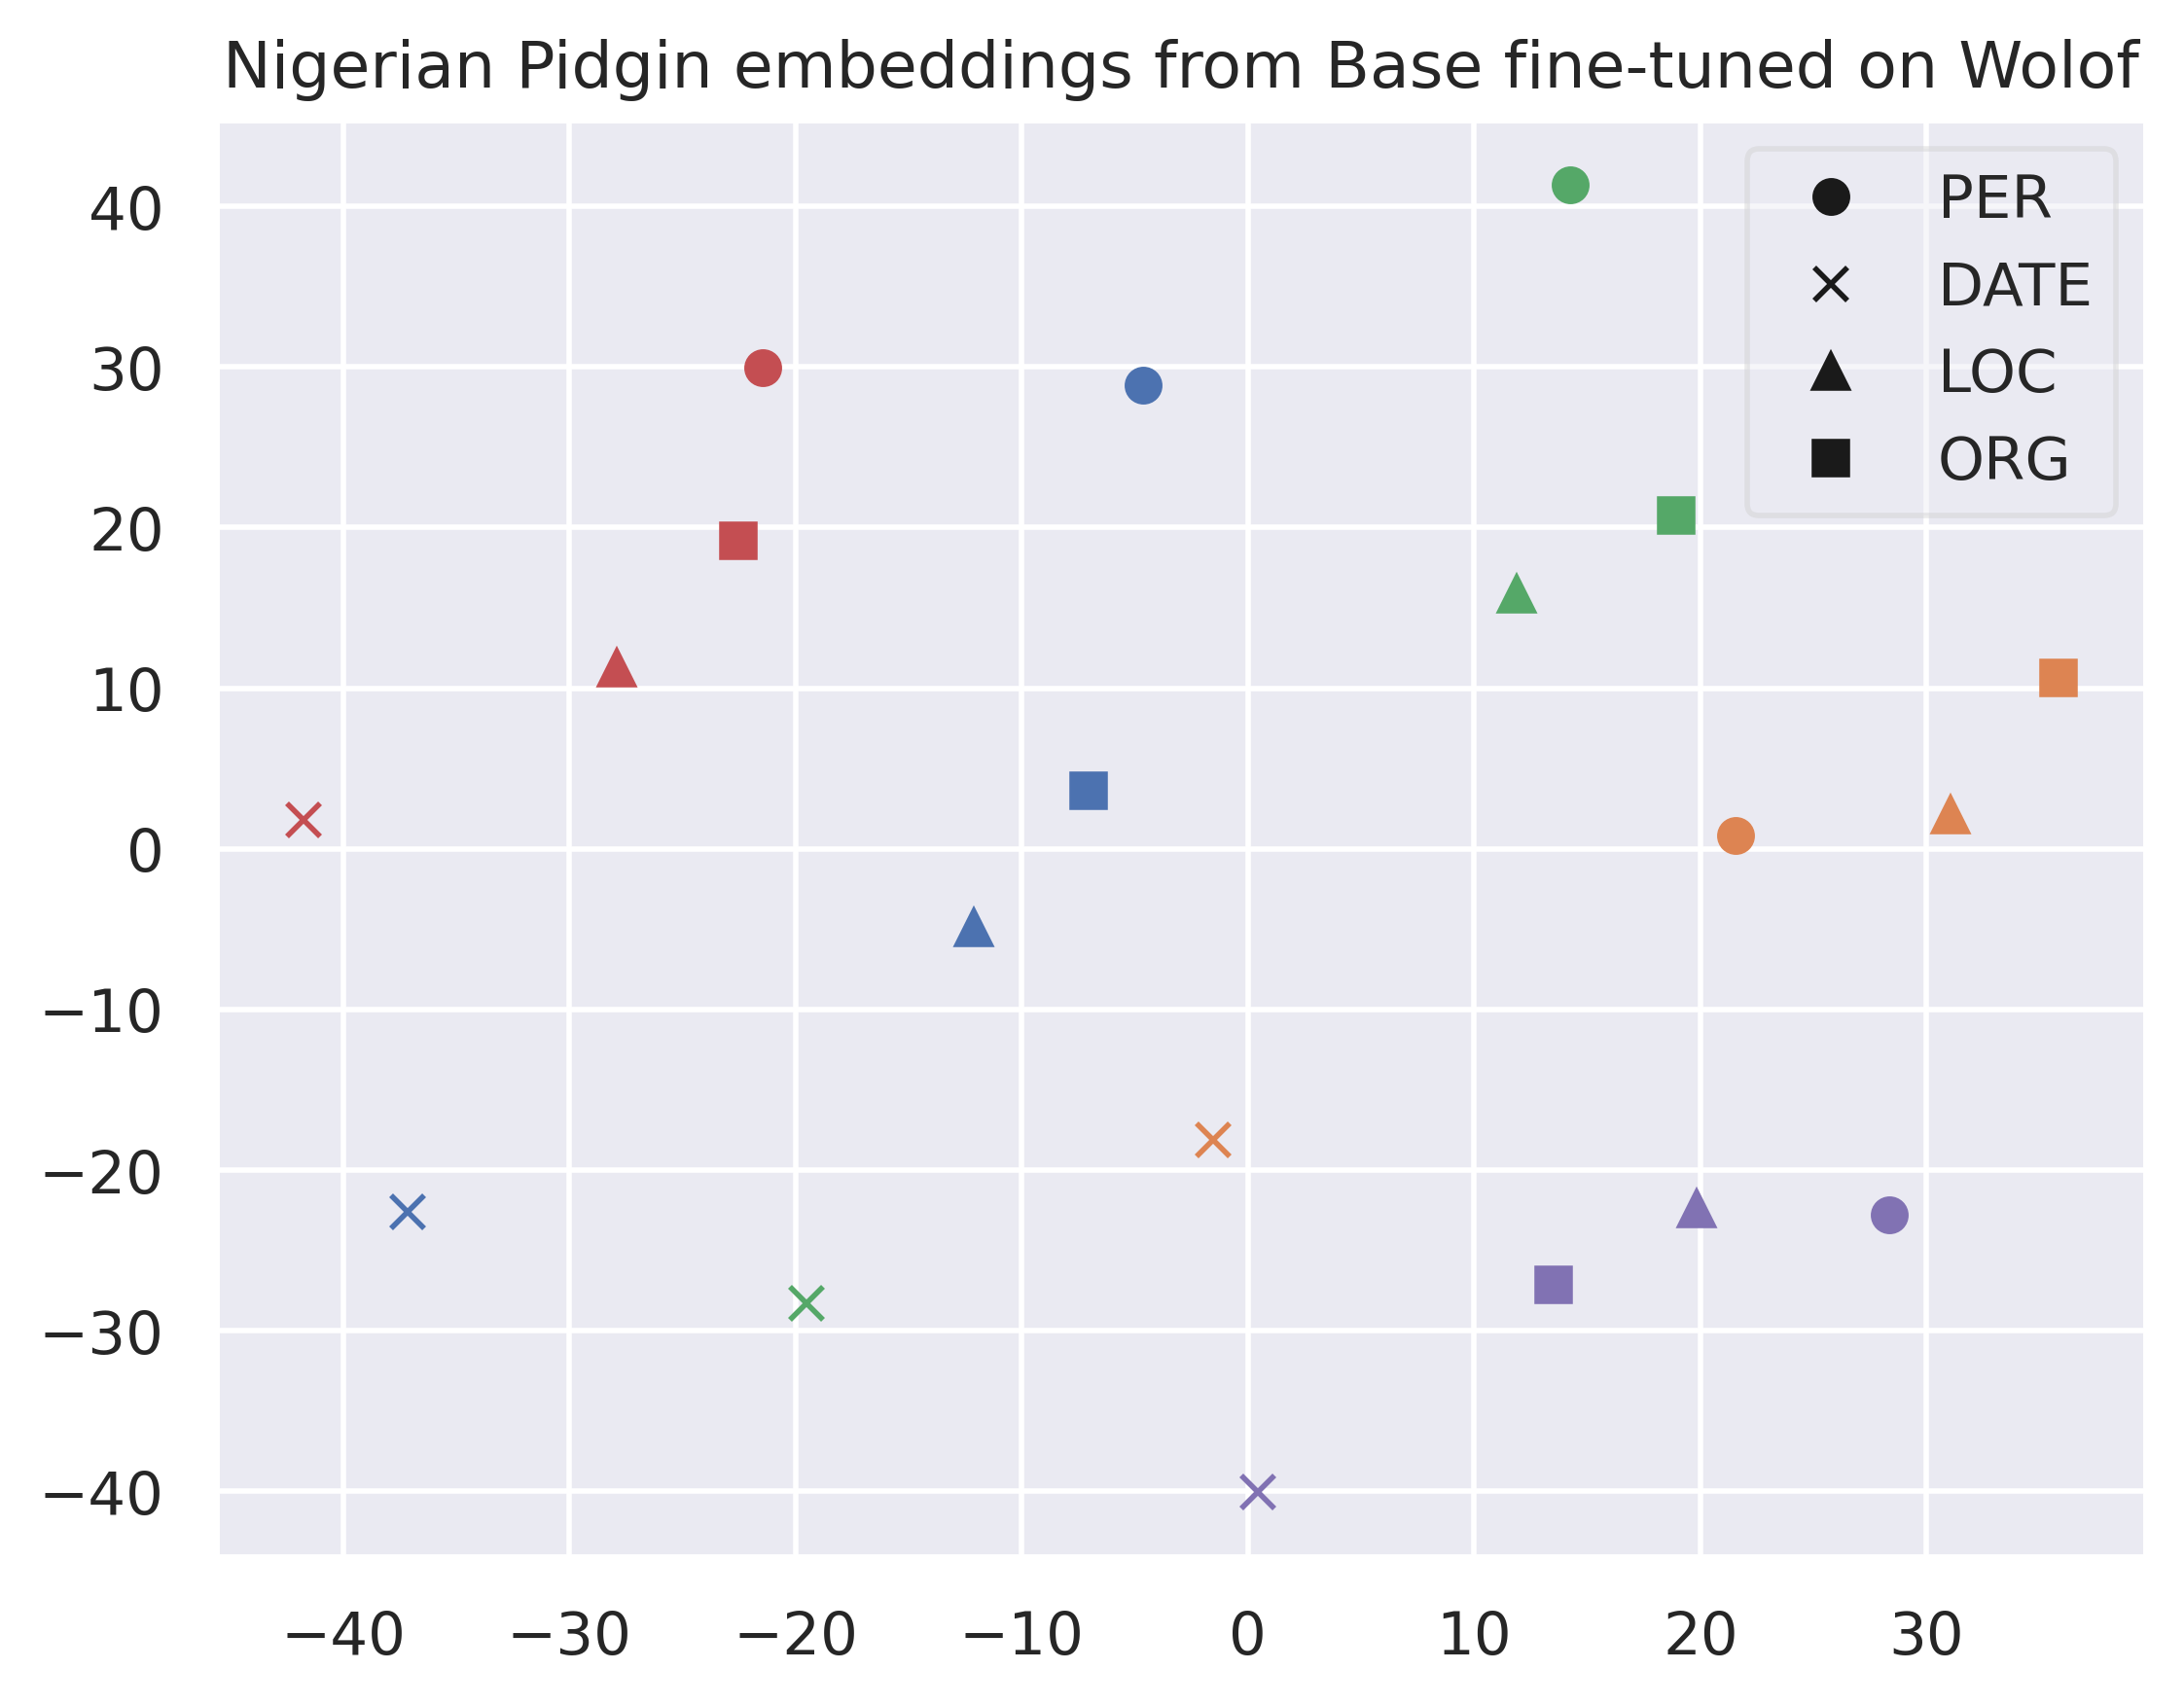 Nigerian Pidgin embeddings from Base fine-tuned on Wolof
40
30
20
10
0
−10
−20
−30
−40
PER
DATE
LOC
ORG
−40 −30 −20 −10 0 10 20 30